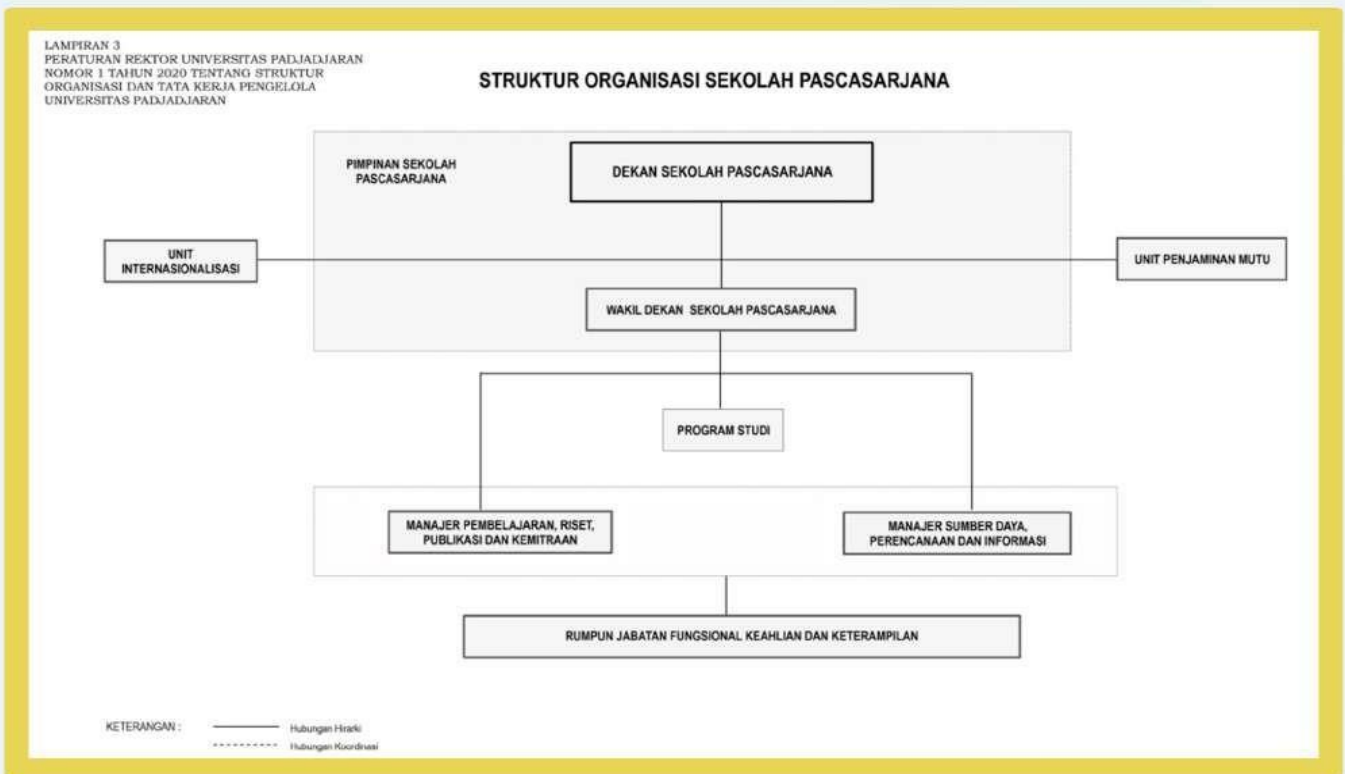 LAMPIRAN 3
PERATURAN REKTOR UNIVERSITAS PADJADJARAN
NOMOR 1 TAHUN 2020 TENTANG STRUKTUR
ORGANISASI DAN TATA KERJA PENGELOLA
UNIVERSITAS PADJADJARAN
STRUKTUR ORGANISASI SEKOLAH PASCASARJANA
PIMPINAN SEKOLAH
PASCASARJANA
DEKAN SEKOLAH PASCASARJANA
UNIT
INTERNASIONALISASI
UNIT PENJAMINAN MUTU
WAKIL DEKAN SEKOLAH PASCASARJANA
PROGRAM STUDI
MANAJER PEMBELAJARAN, RISET,
PUBLIKASI DAN KEMITRAAN
MANAJER SUMBER DAYA,
PERENCANAAN DAN INFORMASI
RUMPUN JABATAN FUNGSIONAL KEAHLIAN DAN KETERAMPILAN
KETERANGAN :
Hubungan Hirarki
Hubungan Koordinasi